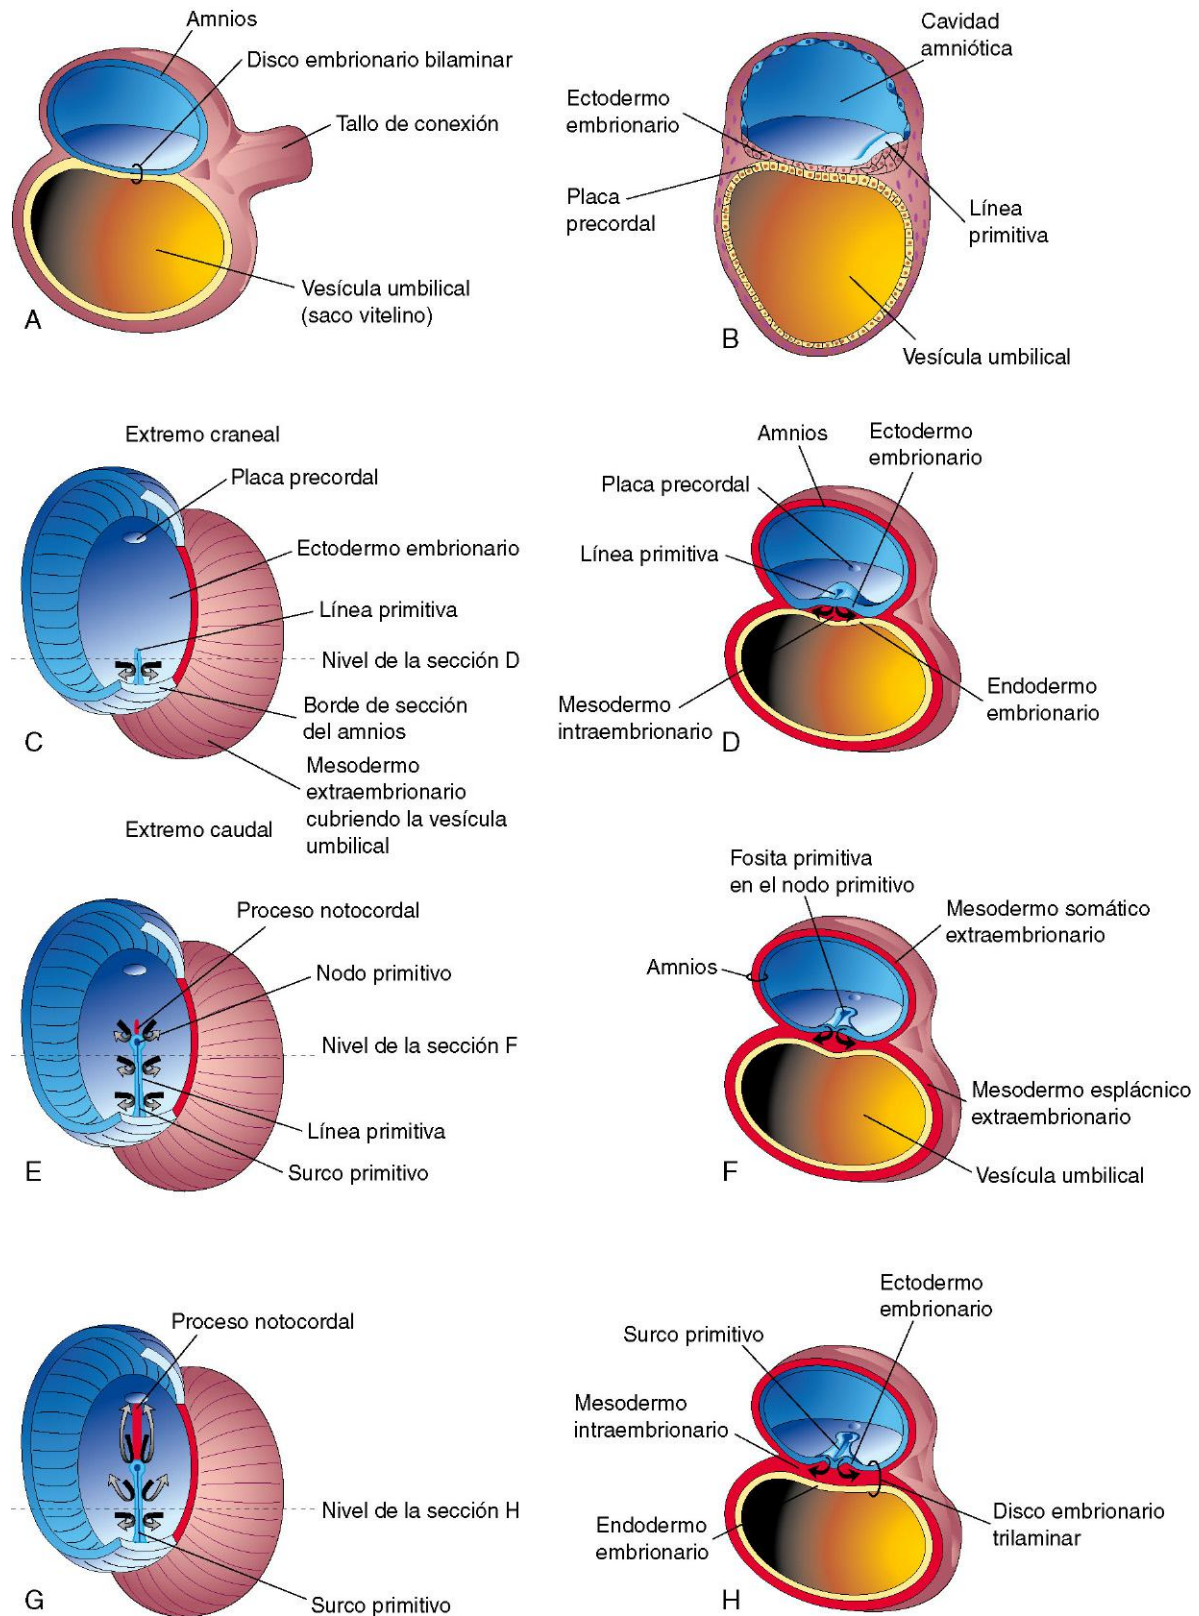 Amnios
Disco embrionario bilaminar
Tallo de conexión
Vesícula umbilical
(saco vitelino)
A
Cavidad
amniótica
Ectodermo
embrionario
Placa
precordal
Línea
primitiva
Vesícula umbilical
B
Extremo craneal
Placa precordal
Ectodermo embrionario
Línea primitiva
Nivel de la sección D
Borde de sección
del amnios
Mesodermo
extraembrionario
cubriendo la vesícula
umbilical
C
Extremo caudal
Amnios
Ectodermo
embrionario
Placa precordal
Línea primitiva
Mesodermo
intraembrionario
Endodermo
embrionario
D
Proceso notocordal
Nodo primitivo
Nivel de la sección F
Línea primitiva
Surco primitivo
E
Fosita primitiva
en el nodo primitivo
Mesodermo somático
extraembrionario
Amnios
Mesodermo esplácnico
extraembrionario
Vesícula umbilical
F
Proceso notocordal
Nivel de la sección H
Surco primitivo
G
Ectodermo
embrionario
Surco primitivo
Mesodermo
intraembrionario
Endodermo
embrionario
Disco embrionario
trilaminar
H